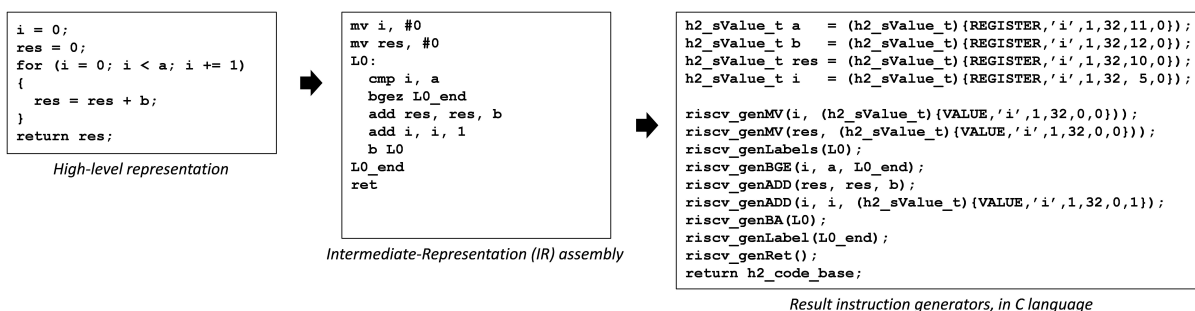 i = 0;
res = 0;
for (i = 0; i < a; i += 1)
{
  res = res + b;
}
return res;
High-level representation
mv i, #0
mv res, #0
L0:
  cmp i, a
  bgez L0_end
  add res, res, b
  add i, i, 1
  b L0
L0_end
ret
Intermediate-Representation (IR) assembly
h2_sValue_t a   = (h2_sValue_t){REGISTER,'i',1,32,11,0});
h2_sValue_t b   = (h2_sValue_t){REGISTER,'i',1,32,12,0});
h2_sValue_t res = (h2_sValue_t){REGISTER,'i',1,32,10,0});
h2_sValue_t i   = (h2_sValue_t){REGISTER,'i',1,32, 5,0});
riscv_genMV(i, (h2_sValue_t){VALUE,'i',1,32,0,0}));
riscv_genMV(res, (h2_sValue_t){VALUE,'i',1,32,0,0}));
riscv_genLabels(L0);
riscv_genBGE(i, a, L0_end);
riscv_genADD(res, res, b);
riscv_genADD(i, i, (h2_sValue_t){VALUE,'i',1,32,0,1});
riscv_genBA(L0);
riscv_genLabel(L0_end);
riscv_genRet();
return h2_code_base;
Result instruction generators, in C language